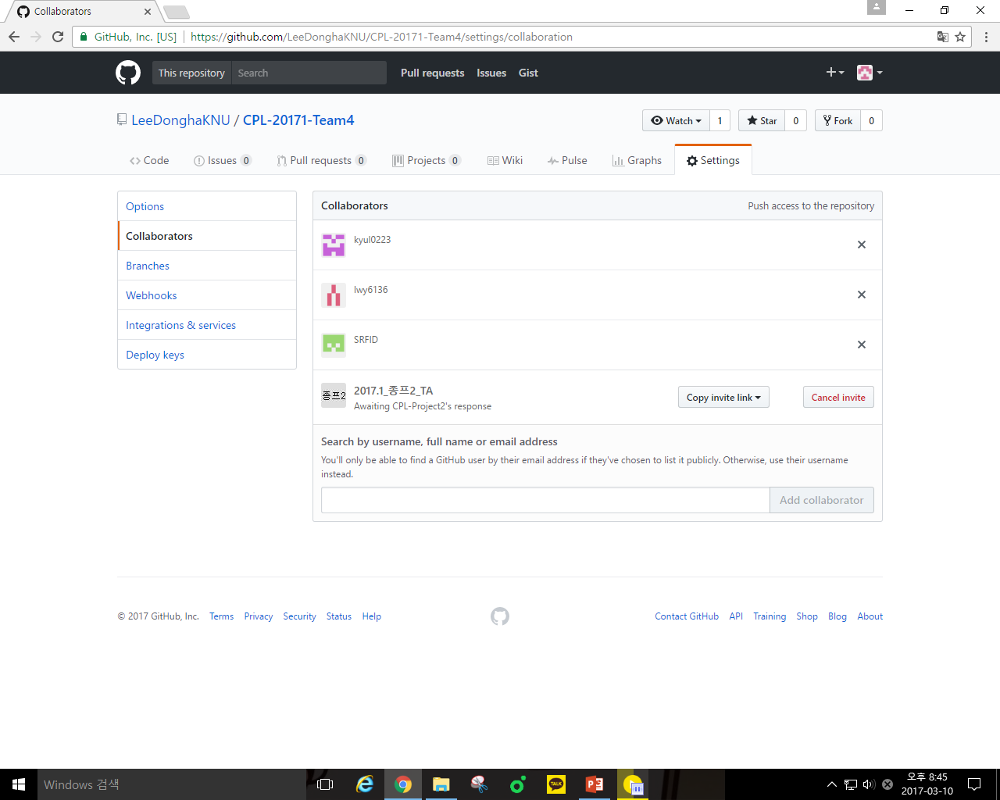 Collaborators
GitHub, Inc. [US] https://github.com/LeeDonghaKNU/CPL-20171-Team4/settings/collaboration
This repository Search Pull requests Issues Gist
LeeDonghaKNU / CPL-20171-Team4 Watch 1 Star 0 Fork 0
Code Issues 0 Pull requests 0 Projects 0 Wiki Pulse Graphs Settings
Options
Collaborators
Branches
Webhooks
Integrations & services
Deploy keys
Collaborators Push access to the repository
kyul0223
lwy6136
SRFID
종프2 2017.1_종프2_TA
Awaiting CPL-Project2's response
Copy invite link Cancel invite
Search by username, full name or email address
You'll only be able to find a GitHub user by their email address if they've chosen to list it publicly. Otherwise, use their username
instead.
Add collaborator
© 2017 GitHub, Inc. Terms Privacy Security Status Help Contact GitHub API Training Shop Blog About
Windows 검색
TALK
오후 8:45
2017-03-10